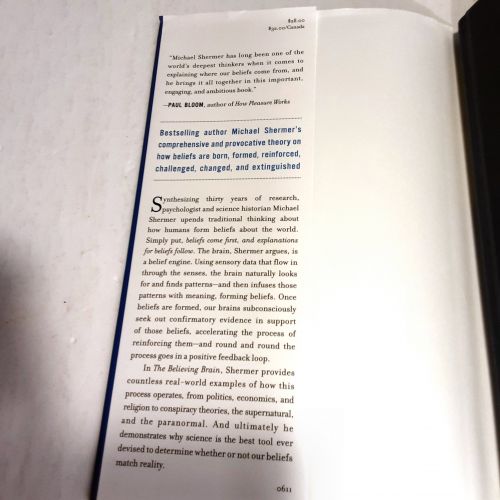 $28.00
$32.00/Canada
"Michael Shermer has long been one of the
world's deepest thinkers when it comes to
explaining where our beliefs come from, and
he brings it all together in this important,
engaging, and ambitious book."
—PAUL BLOOM, author of How Pleasure Works
Bestselling author Michael Shermer's
comprehensive and provocative theory on
how beliefs are born, formed, reinforced,
challenged, changed, and extinguished
Synthesizing thirty years of research,
psychologist and science historian Michael
Shermer upends traditional thinking about
how humans form beliefs about the world.
Simply put, beliefs come first, and explanations
for beliefs follow. The brain, Shermer argues, is
a belief engine. Using sensory data that flow in
through the senses, the brain naturally looks
for and finds patterns—and then infuses those
patterns with meaning, forming beliefs. Once
beliefs are formed, our brains subconsciously
seek out confirmatory evidence in support
of those beliefs, accelerating the process of
reinforcing them—and round and round the
process goes in a positive feedback loop.
In The Believing Brain, Shermer provides
countless real-world examples of how this
process operates, from politics, economics, and
religion to conspiracy theories, the supernatural,
and the paranormal. And ultimately he
demonstrates why science is the best tool ever
devised to determine whether or not our beliefs
match reality.
0611